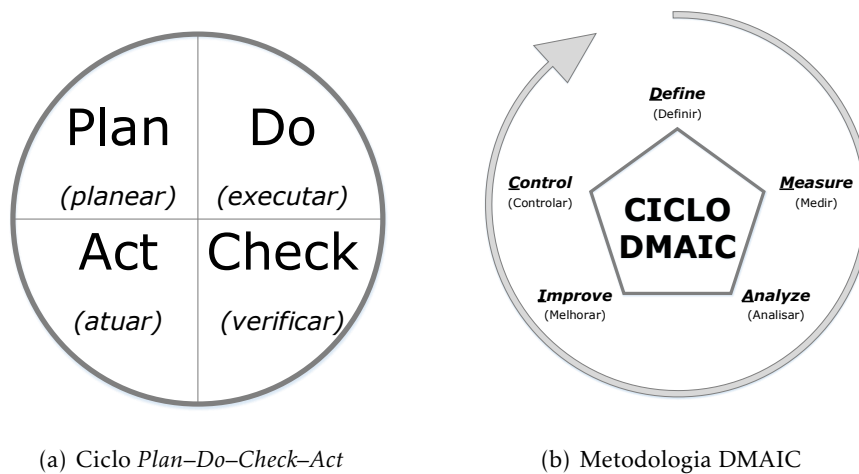 Plan
(planear)
Do
(executar)
Act
(atuar)
Check
(verificar)
(a) Ciclo Plan–Do–Check–Act
Define
(Definir)
Control
(Controlar)
Measure
(Medir)
CICLO
DMAIC
Improve
(Melhorar)
Analyze
(Analisar)
(b) Metodologia DMAIC